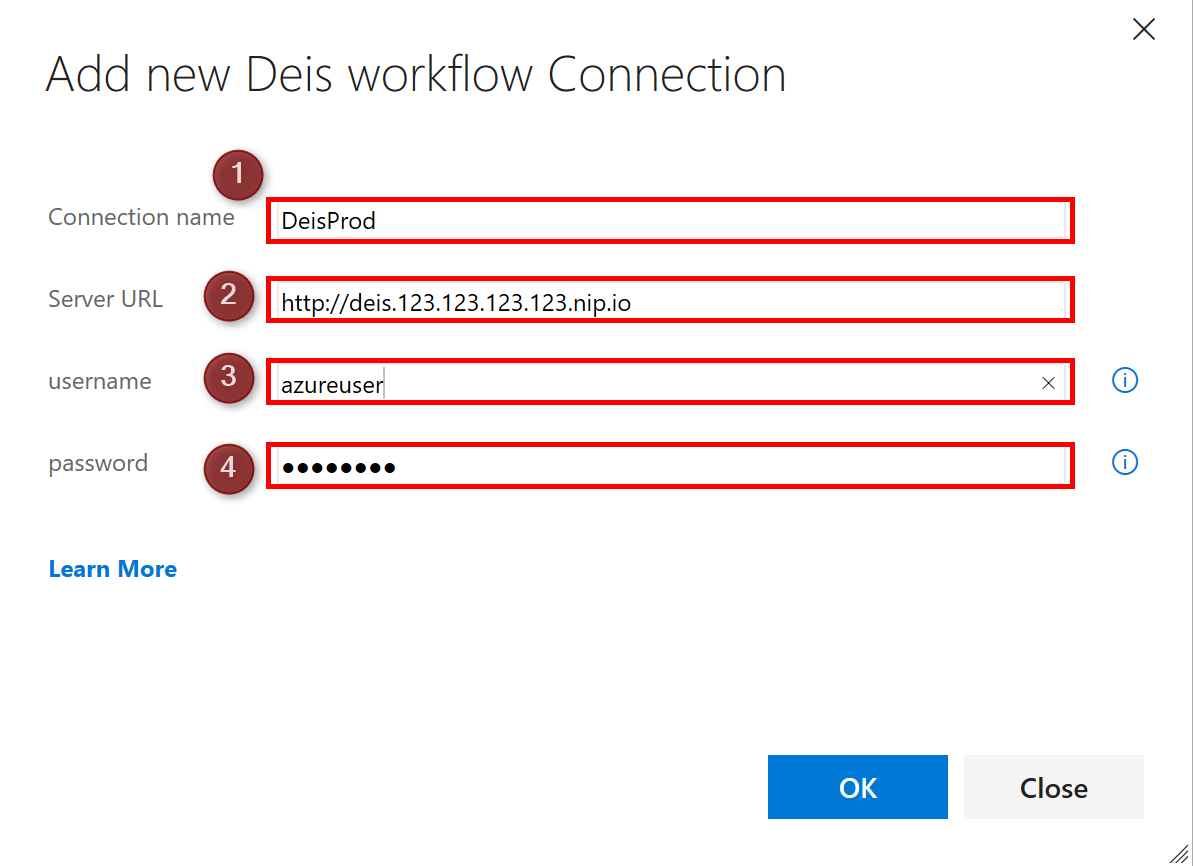 Add new Deis workflow Connection
1
Connection name DeisProd
Server URL 2 http://deis.123.123.123.123.nip.io
username 3 azureuser
password 4 ••••••••
Learn More
OK Close